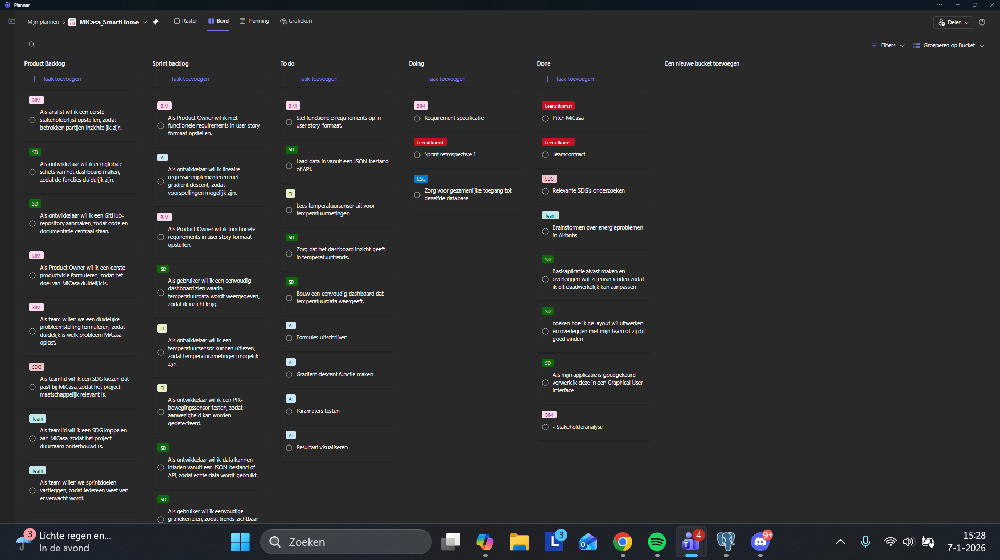 Planner
Mijn plannen > MiCasa_SmartHome
Raster
Bord
Planning
Grafieken
Delen
Filters
Groeperen op Bucket
Product Backlog
Taak toevoegen
BIM
Als analist wil ik een eerste
stakeholderlijst opstellen, zodat
betrokken partijen inzichtelijk zijn.
SD
Als ontwikkelaar wil ik een globale
schets van het dashboard maken,
zodat de functies duidelijk zijn.
SD
Als ontwikkelaar wil ik een GitHub-
repository aanmaken, zodat code en
documentatie centraal staan.
BIM
Als Product Owner wil ik een eerste
productvisie formuleren, zodat het
doel van MiCasa duidelijk is.
BIM
Als team willen we een duidelijke
probleemstelling formuleren, zodat
duidelijk is welk probleem MiCasa
oplost.
SDG
Als teamlid wil ik een SDG kiezen dat
past bij MiCasa, zodat het project
maatschappelijk relevant is.
Team
Als teamlid wil ik een SDG koppelen
aan MiCasa, zodat het project
duurzaam onderbouwd is.
Team
Als team willen we sprintdoelen
vastleggen, zodat iedereen weet wat
er verwacht wordt.
Sprint backlog
Taak toevoegen
BIM
Als Product Owner wil ik niet
functionele requirements in user story
formaat opstellen.
AI
Als ontwikkelaar wil ik lineaire
regressie implementeren met
gradient descent, zodat
voorspellingen mogelijk zijn.
BIM
Als Product Owner wil ik functionele
requirements in user story formaat
opstellen.
SD
Als gebruiker wil ik een eenvoudig
dashboard zien waarin
temperatuurdata wordt weergegeven,
zodat ik inzicht krijg.
TI
Als ontwikkelaar wil ik een
temperatuursensor kunnen uitlezen,
zodat temperatuurmetingen mogelijk
zijn.
TI
Als ontwikkelaar wil ik een PIR-
bewegingssensor testen, zodat
aanwezigheid kan worden
gedetecteerd.
SD
Als ontwikkelaar wil ik data kunnen
inladen vanuit een JSON-bestand of
API, zodat echte data wordt gebruikt.
SD
Als gebruiker wil ik eenvoudige
grafieken zien, zodat trends zichtbaar
To do
Taak toevoegen
BIM
Stel functionele requirements op in
user story-formaat.
SD
Laad data in vanuit een JSON-bestand
of API.
TI
Lees temperatuursensor uit voor
temperatuurmetingen
SD
Zorg dat het dashboard inzicht geeft
in temperatuurtrends.
SD
Bouw een eenvoudig dashboard dat
temperatuurdata weergeeft.
AI
Formules uitschrijven
AI
Gradient descent functie maken
AI
Parameters testen
AI
Resultaat visualiseren
Doing
Taak toevoegen
BIM
Requirement specificatie
Leeruitkomst
Sprint retrospective 1
CSC
Zorg voor gezamenlijke toegang tot
dezelfde database
Done
Taak toevoegen
Leeruitkomst
Pitch MiCasa
Leeruitkomst
Teamcontract
SDG
Relevante SDG's onderzoeken
Team
Brainstormen over energieproblemen
in Airbnbs
SD
Basisaplicatie alvast maken en
overleggen wat zij ervan vinden zodat
ik dit daadwerkelijk kan aanpassen
SD
zoeken hoe ik de layout wil uitwerken
en overleggen met mijn team of zij dit
goed vinden
SD
Als mijn applicatie is goedgekeurd
verwerk ik deze in een Graphical User
Interface
BIM
- Stakeholderanalyse
Een nieuwe bucket toevoegen
3
Lichte regen en...
In de avond
Zoeken
L
3
4
9+
15:28
7-1-2026